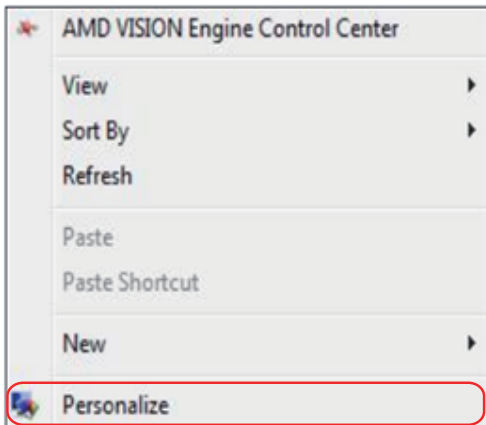 AMD VISION Engine Control Center
View
Sort By
Refresh
Paste
Paste Shortcut
New
Personalize